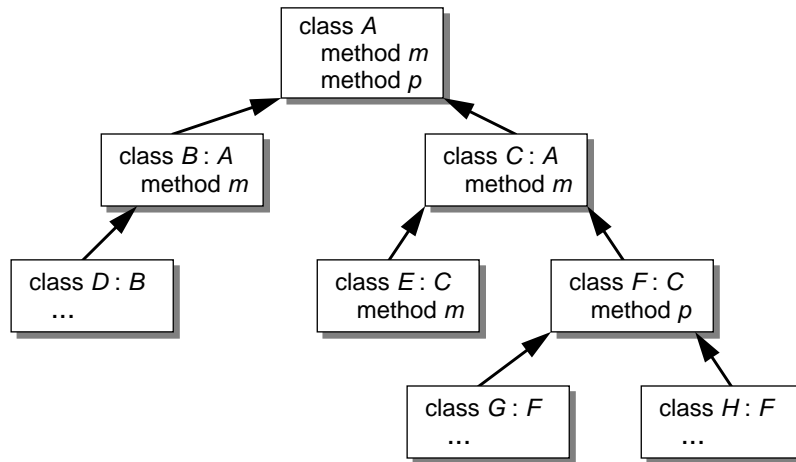 class A
method m
method p
class B : A
method m
class C : A
method m
class D : B
...
class E : C
method m
class F : C
method p
class G : F
...
class H : F
...